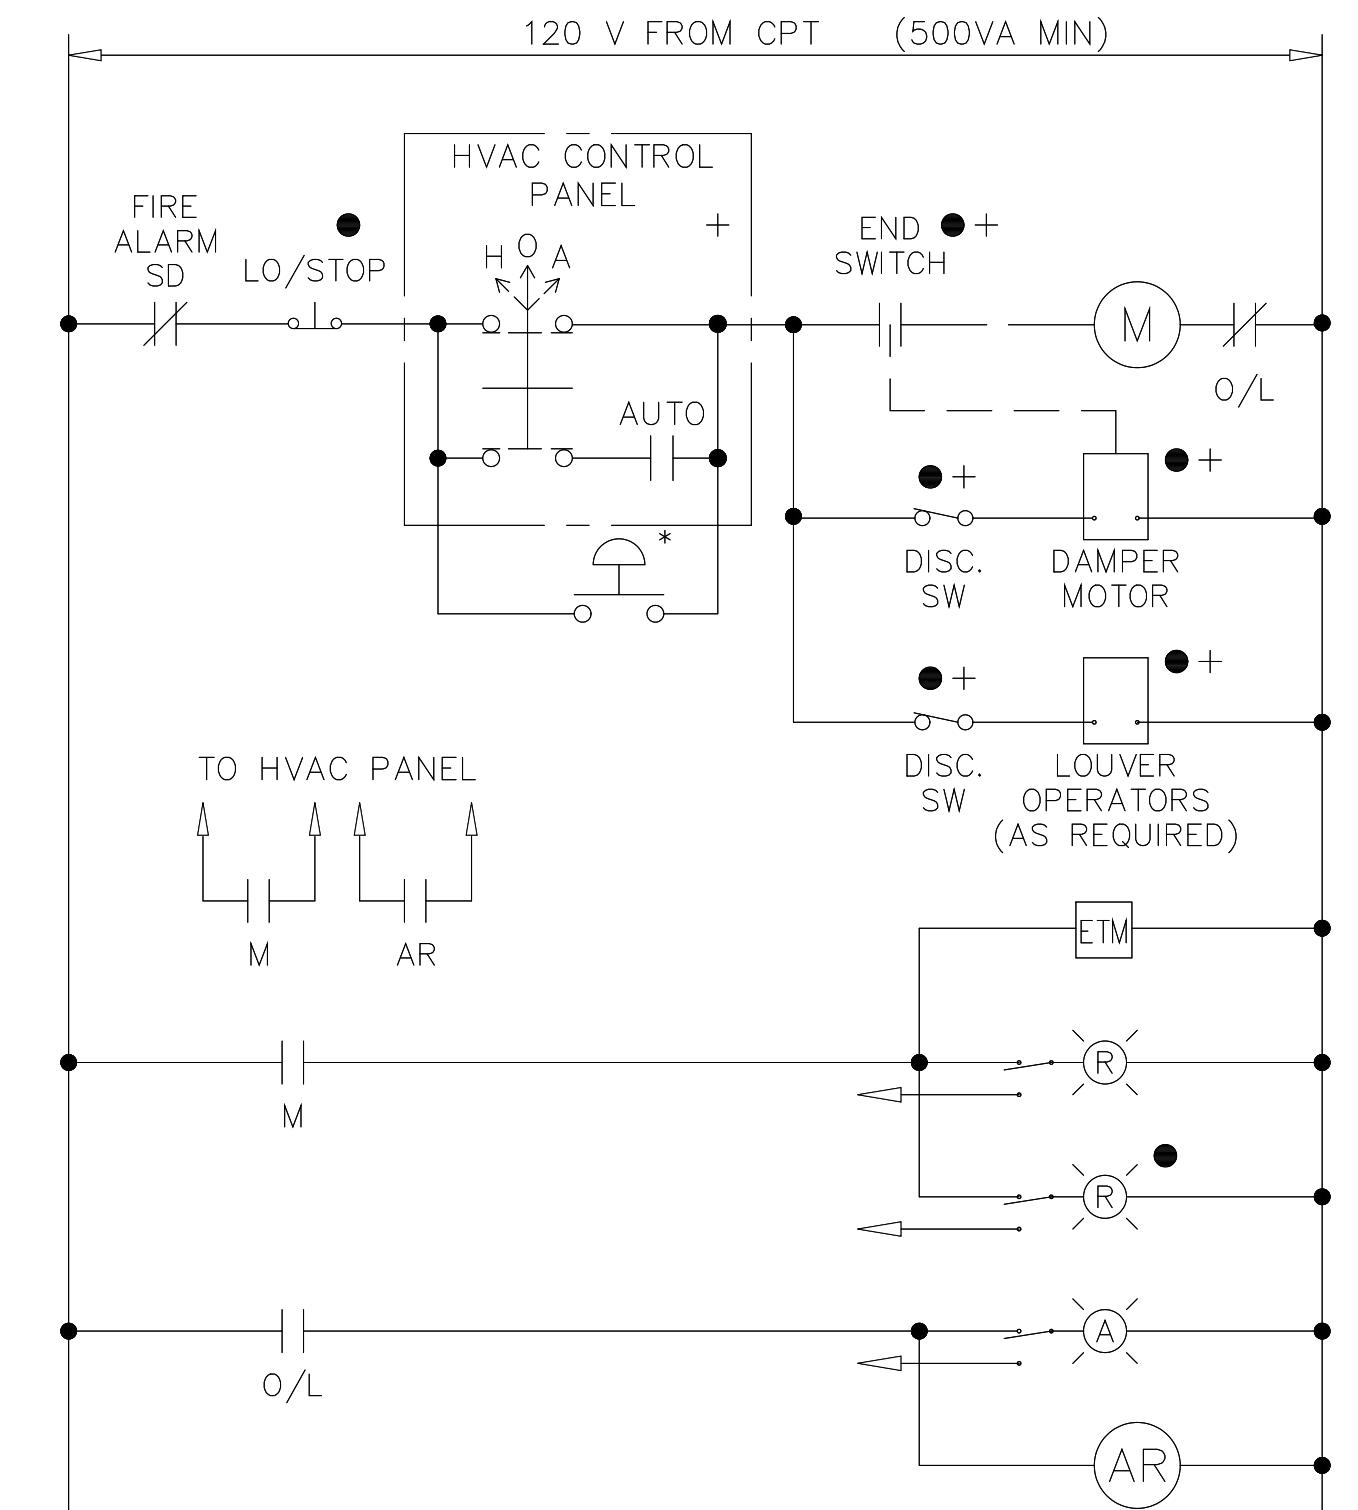 120 V FROM CPT (500VA MIN)
HVAC CONTROL
PANEL
+
FIRE
ALARM
SD
LO/STOP
H O A
END
SWITCH
+
M
O/L
AUTO
+
+
*
DISC.
SW
DAMPER
MOTOR
+
+
TO HVAC PANEL
DISC.
SW
LOUVER
OPERATORS
(AS REQUIRED)
M
AR
ETM
R
M
R
A
O/L
AR